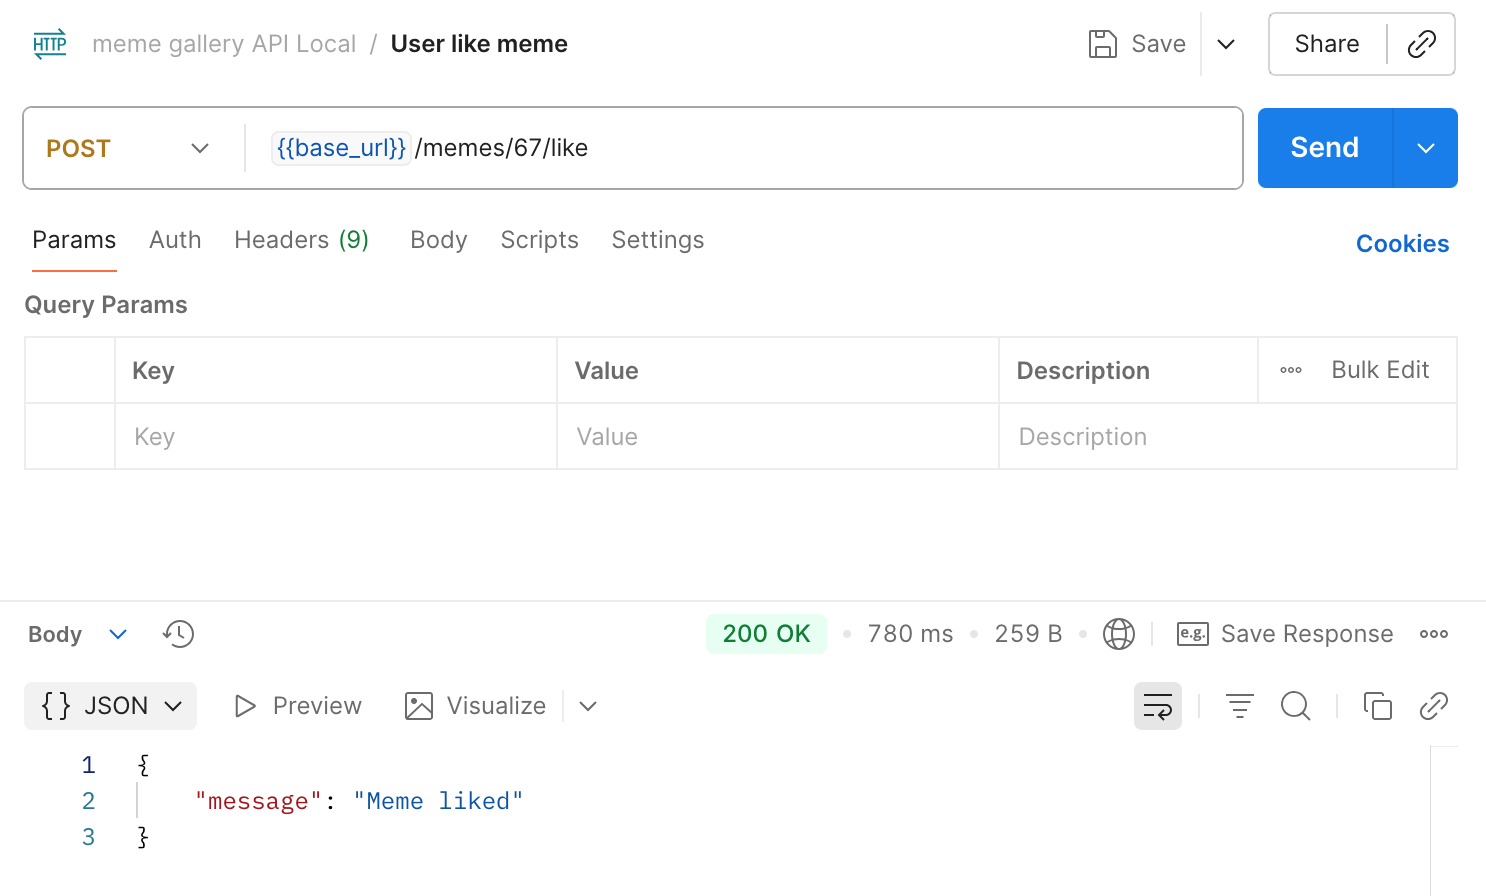 HTTP meme gallery API Local / User like meme Save Share
POST {{base_url}}/memes/67/like Send
Params Auth Headers (9) Body Scripts Settings Cookies
Query Params
Key Value Description Bulk Edit
Key Value Description
Body 200 OK 780 ms 259 B e.g. Save Response
{ } JSON Preview Visualize
1 {
2 "message": "Meme liked"
3 }